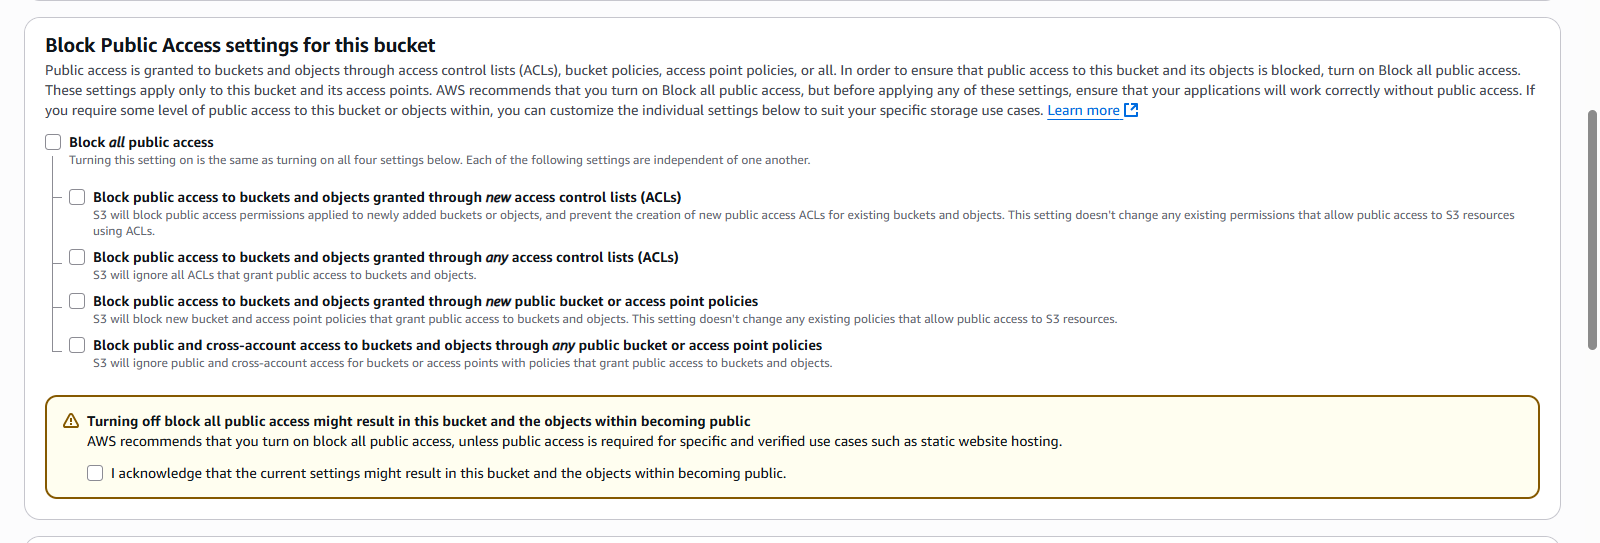 Block Public Access settings for this bucket
Public access is granted to buckets and objects through access control lists (ACLs), bucket policies, access point policies, or all. In order to ensure that public access to this bucket and its objects is blocked, turn on Block all public access.
These settings apply only to this bucket and its access points. AWS recommends that you turn on Block all public access, but before applying any of these settings, ensure that your applications will work correctly without public access. If
you require some level of public access to this bucket or objects within, you can customize the individual settings below to suit your specific storage use cases. Learn more
Block all public access
Turning this setting on is the same as turning on all four settings below. Each of the following settings are independent of one another.
Block public access to buckets and objects granted through new access control lists (ACLs)
S3 will block public access permissions applied to newly added buckets or objects, and prevent the creation of new public access ACLs for existing buckets and objects. This setting doesn't change any existing permissions that allow public access to S3 resources
using ACLs.
Block public access to buckets and objects granted through any access control lists (ACLs)
S3 will ignore all ACLs that grant public access to buckets and objects.
Block public access to buckets and objects granted through new public bucket or access point policies
S3 will block new bucket and access point policies that grant public access to buckets and objects. This setting doesn't change any existing policies that allow public access to S3 resources.
Block public and cross-account access to buckets and objects through any public bucket or access point policies
S3 will ignore public and cross-account access for buckets or access points with policies that grant public access to buckets and objects.
Turning off block all public access might result in this bucket and the objects within becoming public
AWS recommends that you turn on block all public access, unless public access is required for specific and verified use cases such as static website hosting.
I acknowledge that the current settings might result in this bucket and the objects within becoming public.